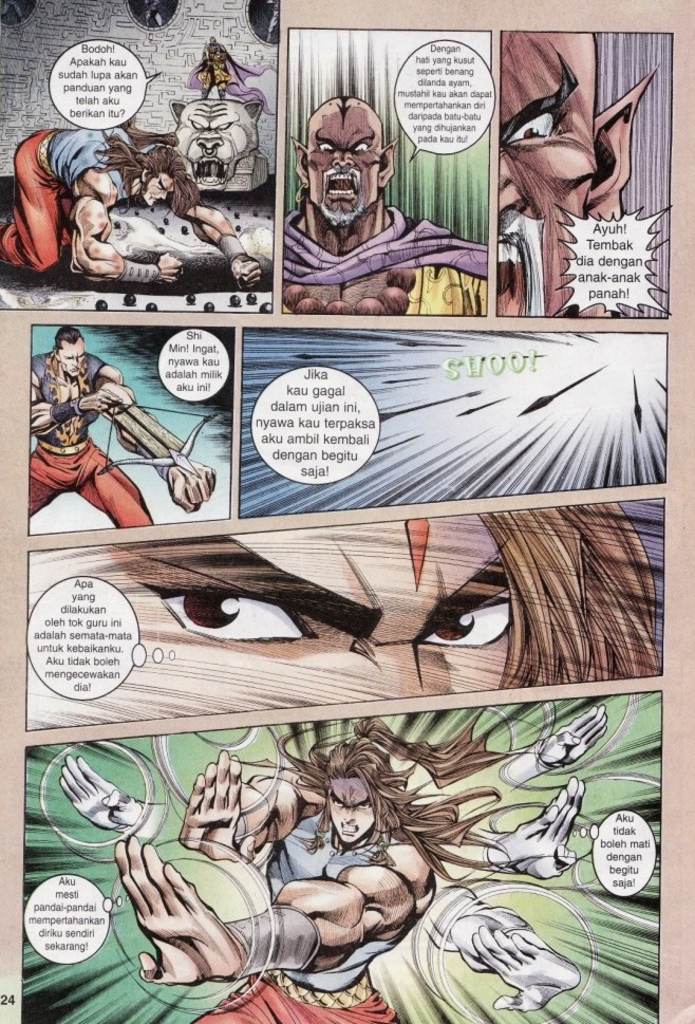 Bodoh!
Apakah kau
sudah lupa akan
panduan yang
telah aku
berikan itu?
Dengan
hati yang kusut
seperti benang
dilanda ayam,
mustahil kau akan dapat
mempertahankan diri
daripada batu-batu
yang dihujankan
pada kau itu!
Ayuh!
Tembak
dia dengan
anak-anak
panah!
Shi
Min! Ingat,
nyawa kau
adalah milik
aku ini!
Jika
kau gagal
dalam ujian ini,
nyawa kau terpaksa
aku ambil kembali
dengan begitu
saja!
SHOO!
Apa
yang
dilakukan
oleh tok guru ini
adalah semata-mata
untuk kebaikanku.
Aku tidak boleh
mengecewakan
dia!
Aku
tidak
boleh mati
dengan
begitu
saja!
Aku
mesti
pandai-pandai
mempertahankan
diriku sendiri
sekarang!
24